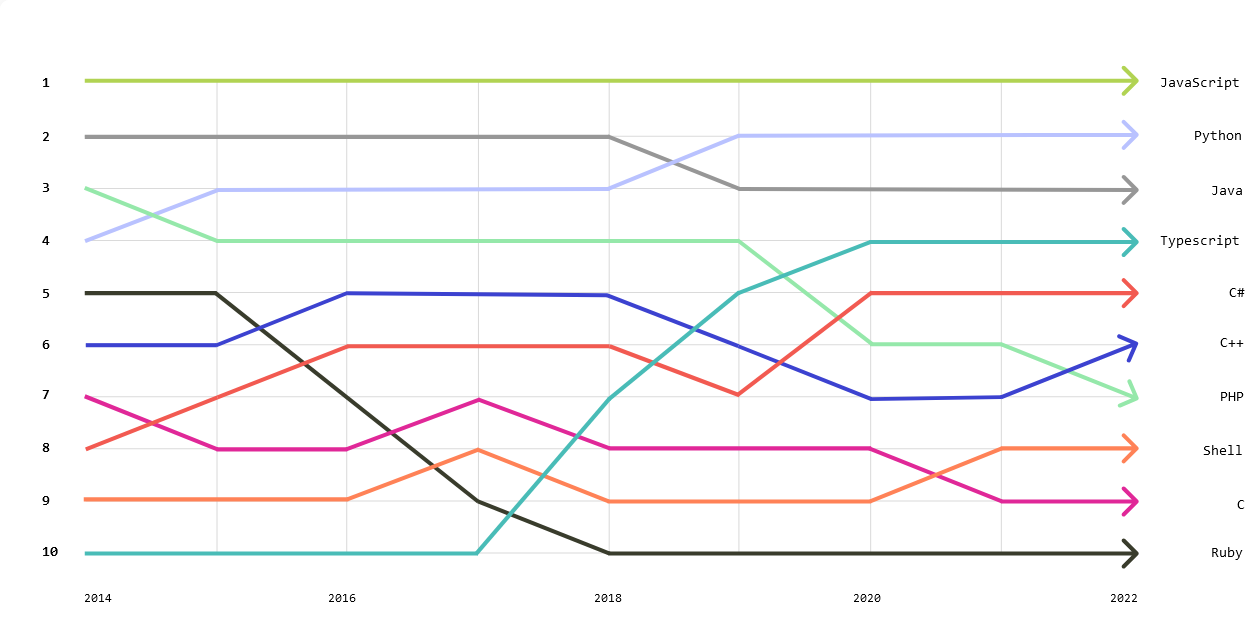 1 JavaScript
2 Python
3 Java
4 Typescript
5 C#
6 C++
7 PHP
8 Shell
9 C
10 Ruby
2014 2016 2018 2020 2022